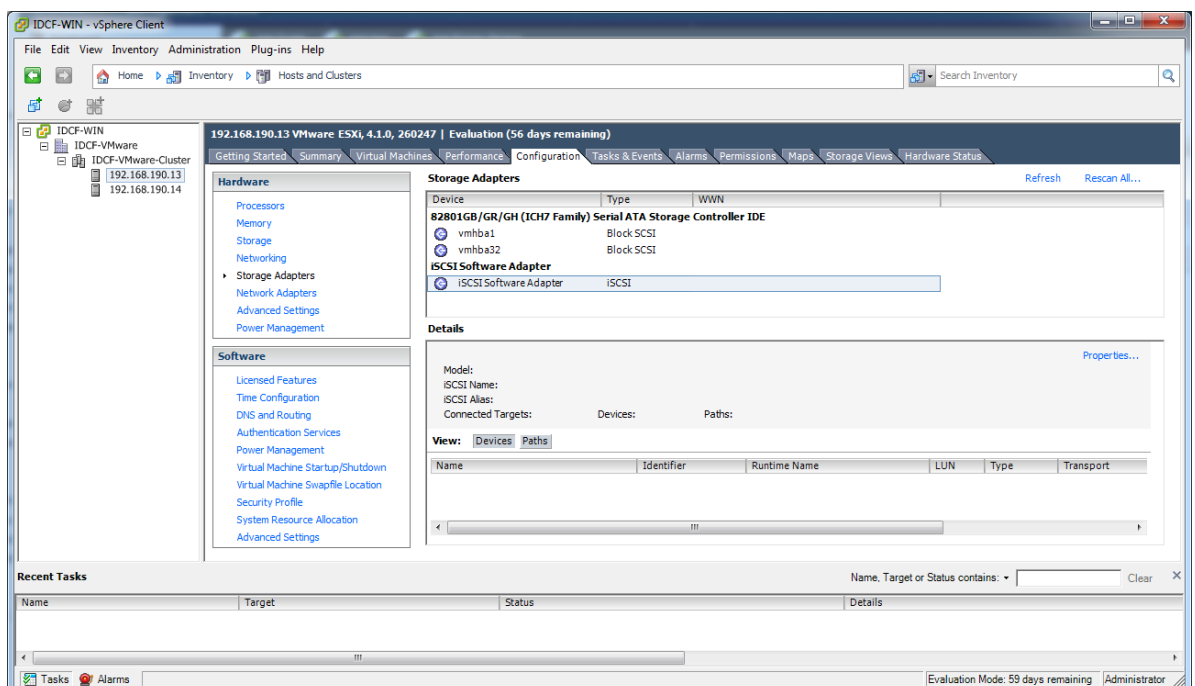 IDCF-WIN - vSphere Client
File Edit View Inventory Administration Plug-ins Help
Home Inventory Hosts and Clusters
Search Inventory
IDCF-WIN
IDCF-VMware
IDCF-VMware-Cluster
192.168.190.13
192.168.190.14
192.168.190.13 VMware ESXi, 4.1.0, 260247 | Evaluation (56 days remaining)
Getting Started Summary Virtual Machines Performance Configuration Tasks & Events Alarms Permissions Maps Storage Views Hardware Status
Hardware
Processors
Memory
Storage
Networking
Storage Adapters
Network Adapters
Advanced Settings
Power Management
Software
Licensed Features
Time Configuration
DNS and Routing
Authentication Services
Power Management
Virtual Machine Startup/Shutdown
Virtual Machine Swapfile Location
Security Profile
System Resource Allocation
Advanced Settings
Storage Adapters Refresh Rescan All...
Device Type WWN
82801GB/GR/GH (ICH7 Family) Serial ATA Storage Controller IDE
vmhba1 Block SCSI
vmhba32 Block SCSI
iSCSI Software Adapter
iSCSI Software Adapter iSCSI
Details
Properties...
Model:
iSCSI Name:
iSCSI Alias:
Connected Targets: Devices: Paths:
View: Devices Paths
Name Identifier Runtime Name LUN Type Transport
Recent Tasks Name, Target or Status contains: Clear
Name Target Status Details
Tasks Alarms Evaluation Mode: 59 days remaining Administrator